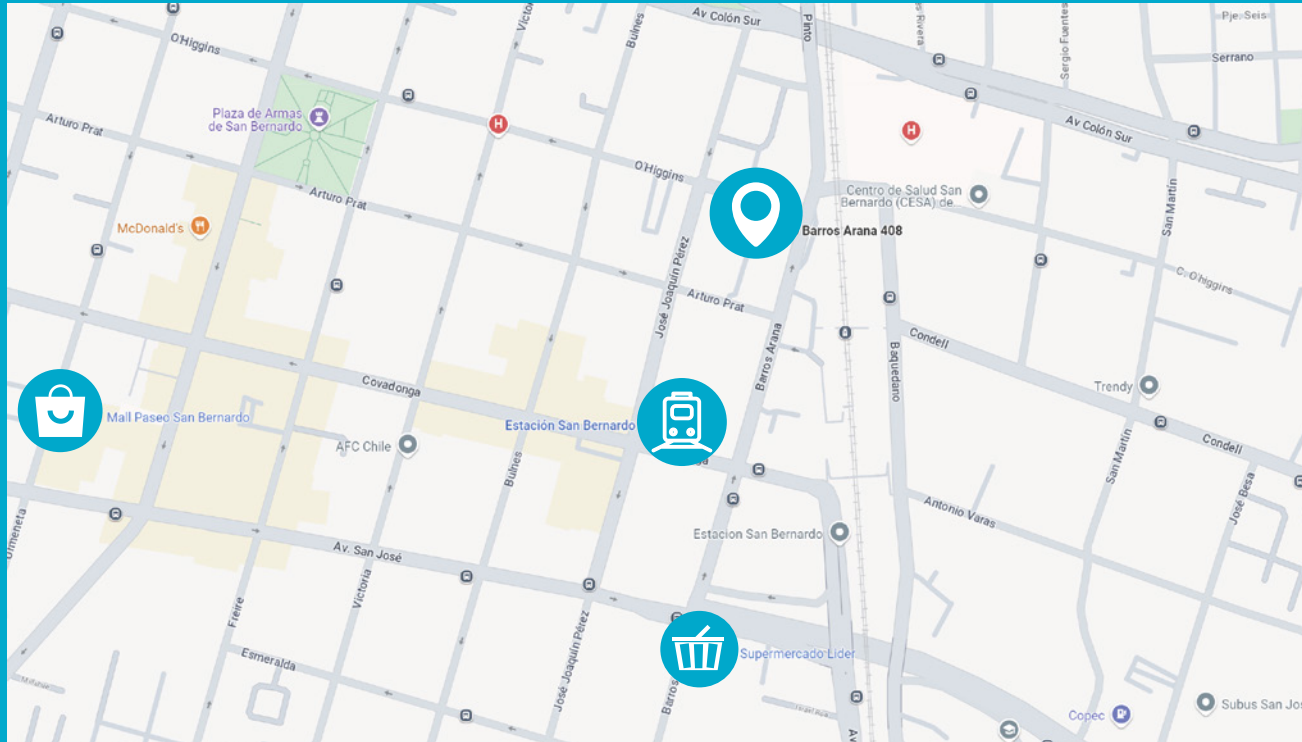 Av Colón Sur
Pinto
Pje. Seis
Serrano
O'Higgins
Bulnes
Sergio Fuentes
Plaza de Armas
de San Bernardo
Arturo Prat
Av Colón Sur
O'Higgins
Centro de Salud San
Bernardo (CESA) de
San Martín
Arturo Prat
McDonald's
Barros Arana 408
C. O'higgins
José Joaquín Pérez
Arturo Prat
Condell
Barros Arana
Baquedano
Covadonga
Trendy
Mall Paseo San Bernardo
Estación San Bernardo
AFC Chile
Condell
San Martín
Bulnes
José Besa
Antonio Varas
Estacion San Bernardo
Av. San José
Victoria
Freire
José Joaquín Pérez
Supermercado Lider
Esmeralda
Barros
Copec
Subus San Jos
Av